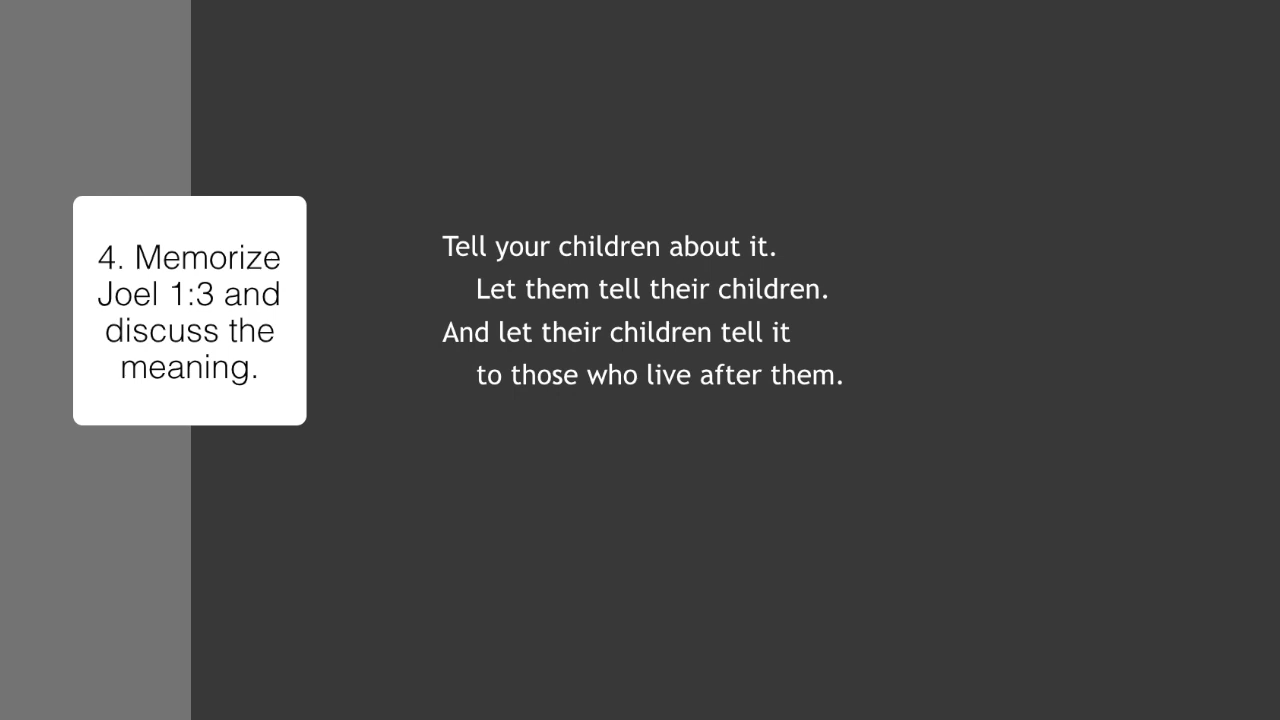 4. Memorize
Joel 1:3 and
discuss the
meaning.
Tell your children about it.
Let them tell their children.
And let their children tell it
to those who live after them.